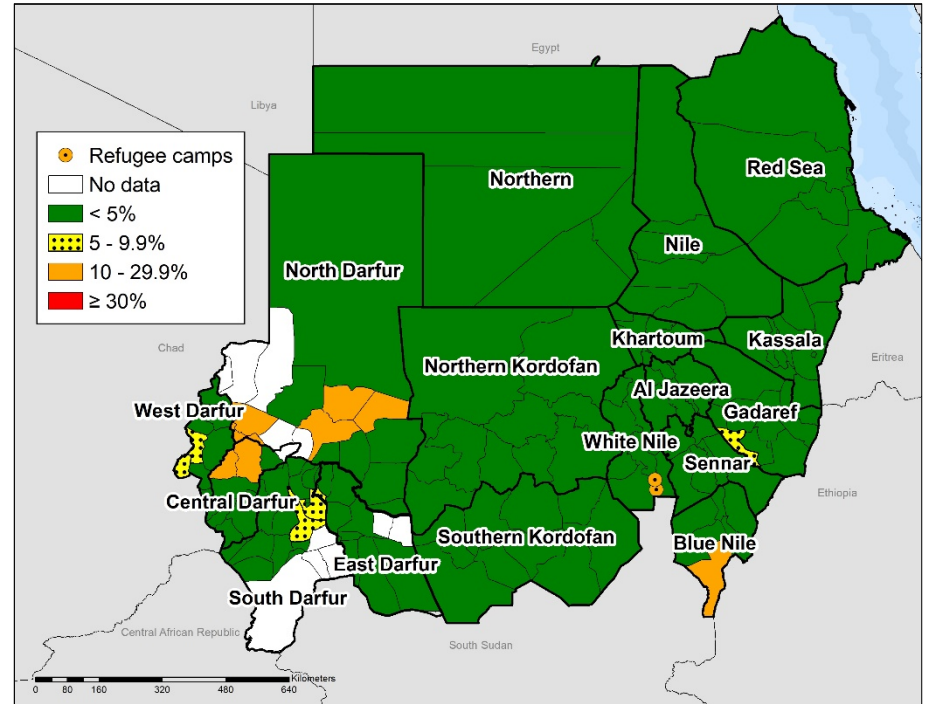 Egypt
Libya
Refugee camps
No data
< 5%
5 - 9.9%
10 - 29.9%
≥ 30%
Red Sea
Northern
Nile
North Darfur
Khartoum
Kassala
Chad
Northern Kordofan
Eritrea
Al Jazeera
West Darfur
Gadaref
White Nile
Sennar
Central Darfur
Ethiopia
Southern Kordofan
Blue Nile
East Darfur
South Darfur
Central African Republic
South Sudan
Kilometers
0 80 160 320 480 640